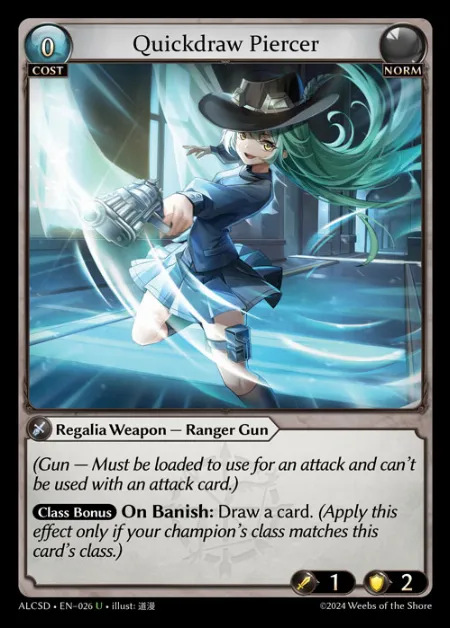 0
Quickdraw Piercer
COST
NORM
Regalia Weapon — Ranger Gun
(Gun — Must be loaded to use for an attack and can't
be used with an attack card.)
Class Bonus On Banish: Draw a card. (Apply this
effect only if your champion's class matches this
card's class.)
1
2
ALCSD • EN-026 U • illust: 道漫
©2024 Weebs of the Shore